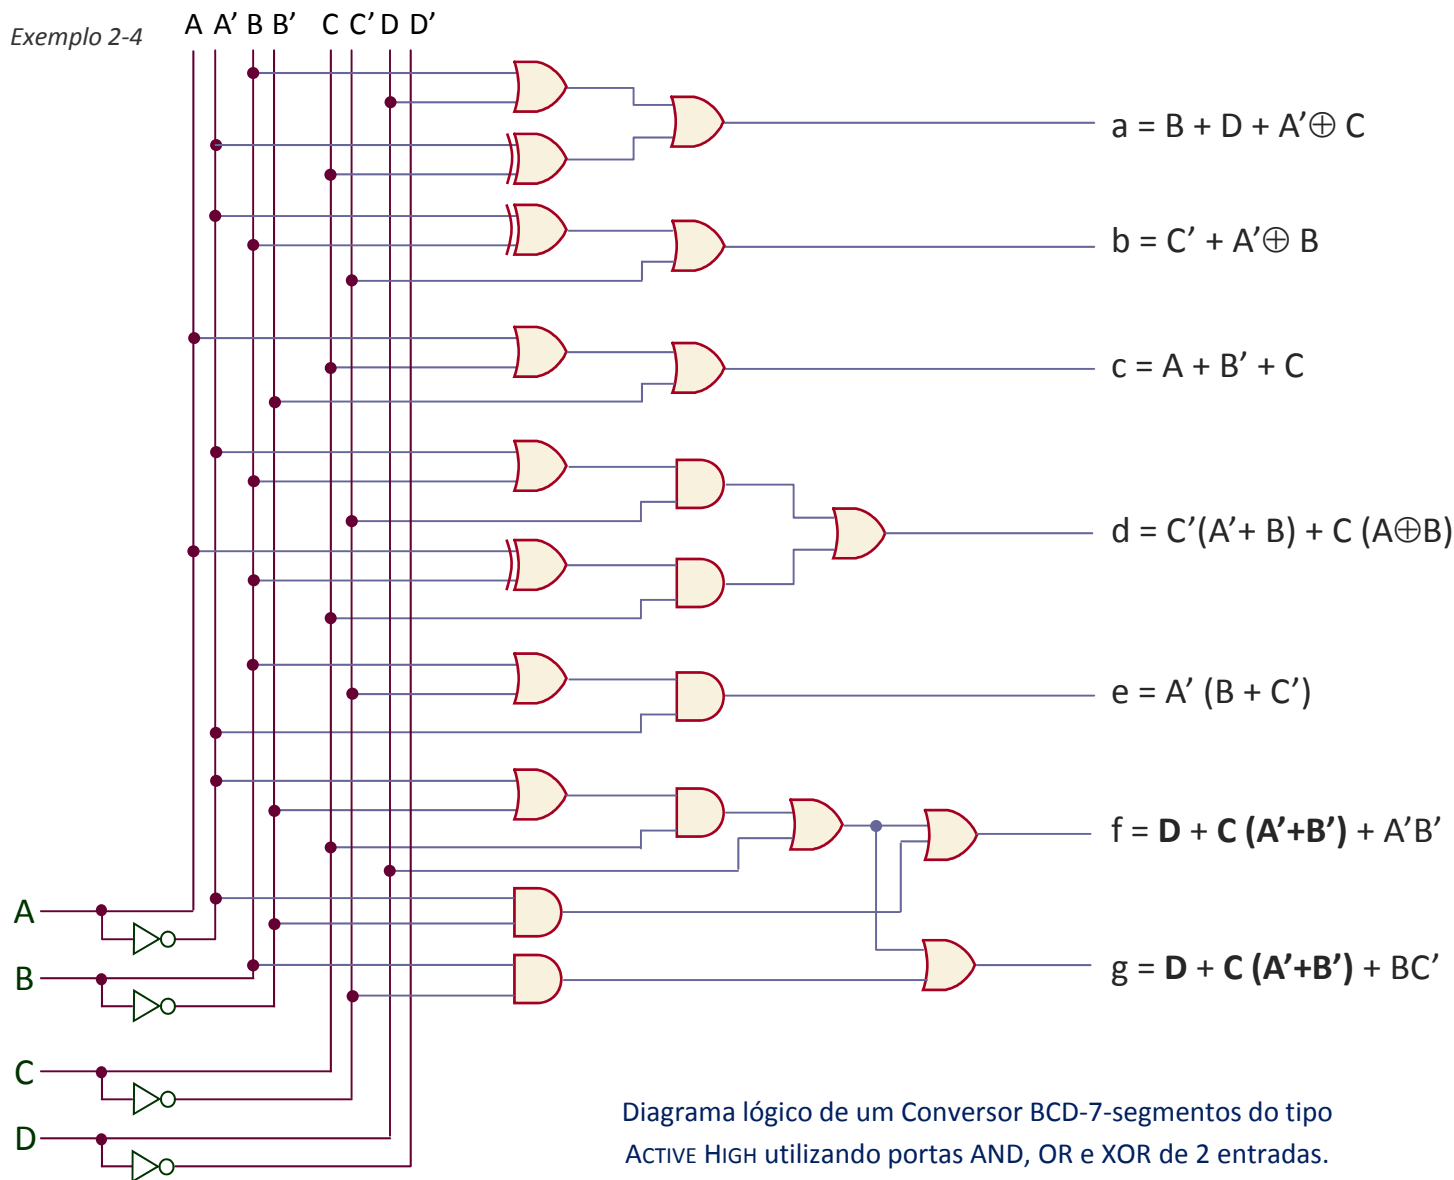 Exemplo 2-4
A A’ B B’ C C’ D D’
a = B + D + A’⊕ C
b = C’ + A’⊕ B
c = A + B’ + C
d = C’(A’+ B) + C (A⊕B)
e = A’ (B + C’)
f = D + C (A’+B’) + A’B’
A
B
g = D + C (A’+B’) + BC’
C
D
Diagrama lógico de um Conversor BCD-7-segmentos do tipo
ACTIVE HIGH utilizando portas AND, OR e XOR de 2 entradas.